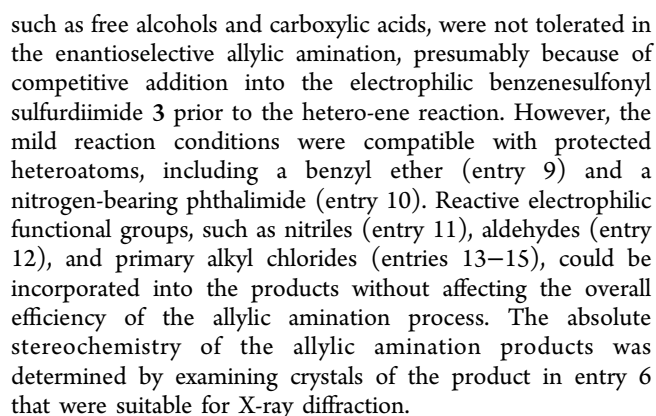 such as free alcohols and carboxylic acids, were not tolerated in
the enantioselective allylic amination, presumably because of
competitive addition into the electrophilic benzenesulfonyl
sulfurdiimide 3 prior to the hetero-ene reaction. However, the
mild reaction conditions were compatible with protected
heteroatoms, including a benzyl ether (entry 9) and a
nitrogen-bearing phthalimide (entry 10). Reactive electrophilic
functional groups, such as nitriles (entry 11), aldehydes (entry
12), and primary alkyl chlorides (entries 13−15), could be
incorporated into the products without affecting the overall
efficiency of the allylic amination process. The absolute
stereochemistry of the allylic amination products was
determined by examining crystals of the product in entry 6
that were suitable for X-ray diffraction.